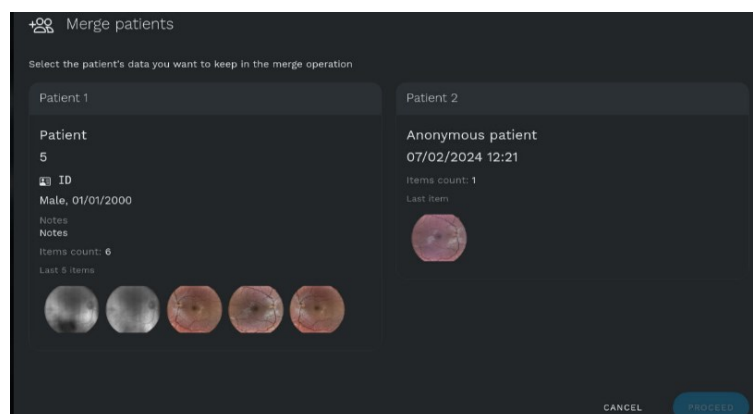 Merge patients
Select the patient's data you want to keep in the merge operation
Patient 1
Patient
5
ID
Male, 01/01/2000
Notes
Notes
Items count: 6
Last 5 items
Patient 2
Anonymous patient
07/02/2024 12:21
Items count: 1
Last item
CANCEL
PROCEED